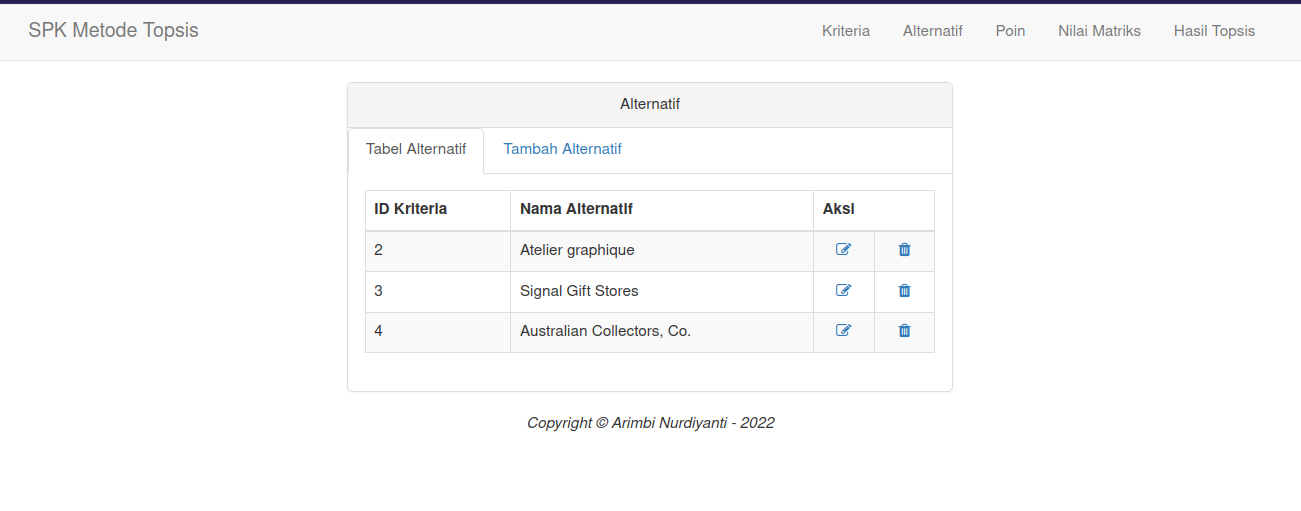 SPK Metode Topsis Kriteria Alternatif Poin Nilai Matriks Hasil Topsis
Alternatif
Tabel Alternatif Tambah Alternatif
ID Kriteria Nama Alternatif Aksi
2 Atelier graphique
3 Signal Gift Stores
4 Australian Collectors, Co.
Copyright © Arimbi Nurdiyanti - 2022